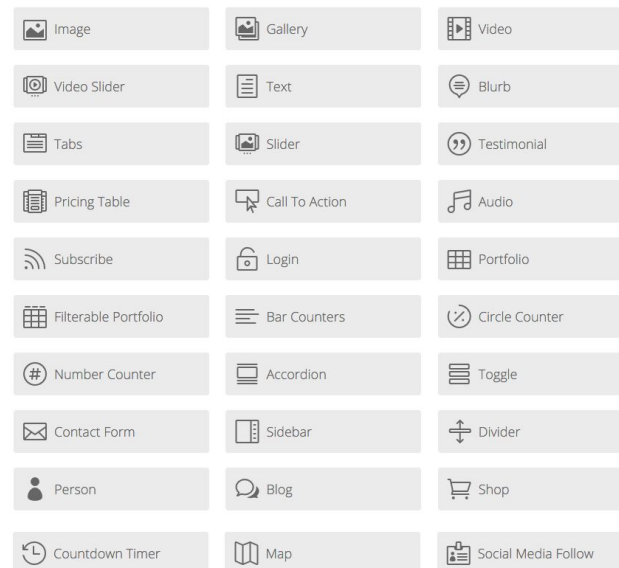 Image
Gallery
Video
Video Slider
Text
Blurb
Tabs
Slider
Testimonial
Pricing Table
Call To Action
Audio
Subscribe
Login
Portfolio
Filterable Portfolio
Bar Counters
Circle Counter
# Number Counter
Accordion
Toggle
Contact Form
Sidebar
Divider
Person
Blog
Shop
Countdown Timer
Map
Social Media Follow